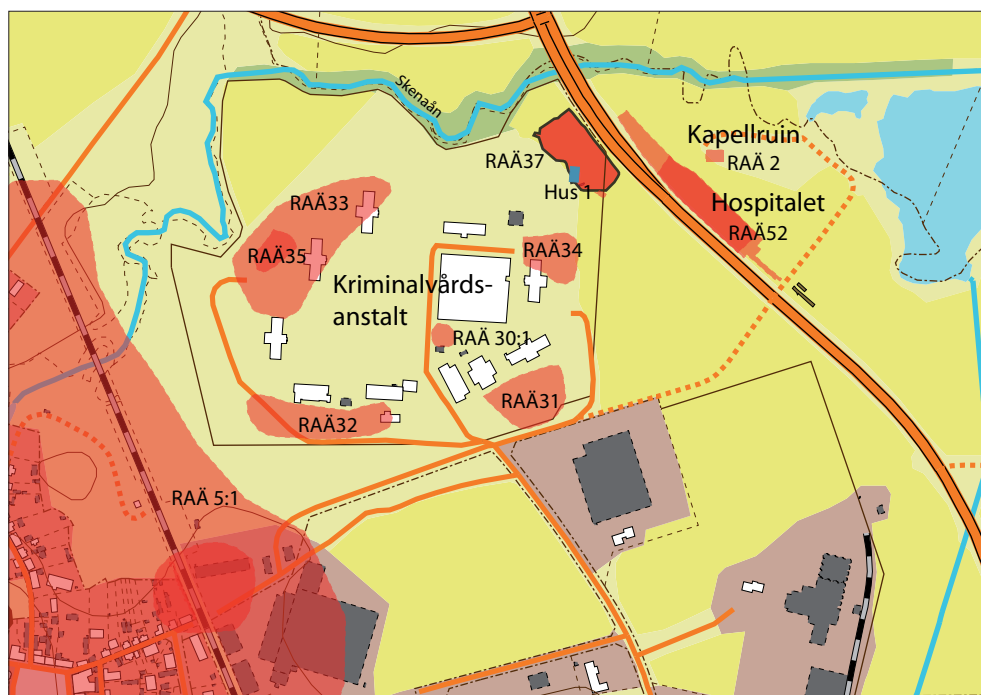 Skenaån
Kapellruin
RAÄ 2
RAÄ37
Hus 1
Hospitalet
RAÄ52
RAÄ33
RAÄ35
RAÄ34
Kriminalvårds-
anstalt
RAÄ 30:1
RAÄ31
RAÄ32
RAÄ 5:1